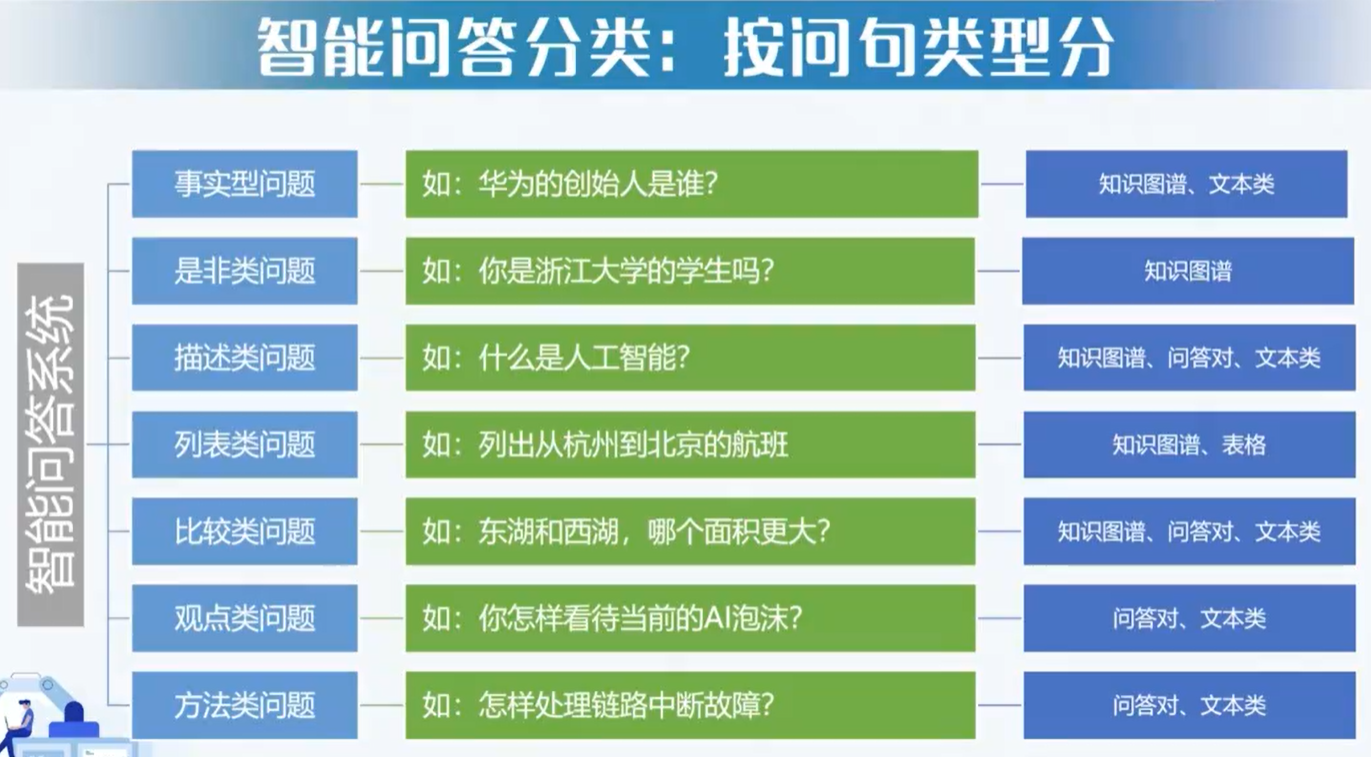 智能问答分类：按问句类型分
智能问答系统
事实型问题
如：华为的创始人是谁？
知识图谱、文本类
是非类问题
如：你是浙江大学的学生吗？
知识图谱
描述类问题
如：什么是人工智能？
知识图谱、问答对、文本类
列表类问题
如：列出从杭州到北京的航班
知识图谱、表格
比较类问题
如：东湖和西湖，哪个面积更大？
知识图谱、问答对、文本类
观点类问题
如：你怎样看待当前的AI泡沫？
问答对、文本类
方法类问题
如：怎样处理链路中断故障？
问答对、文本类